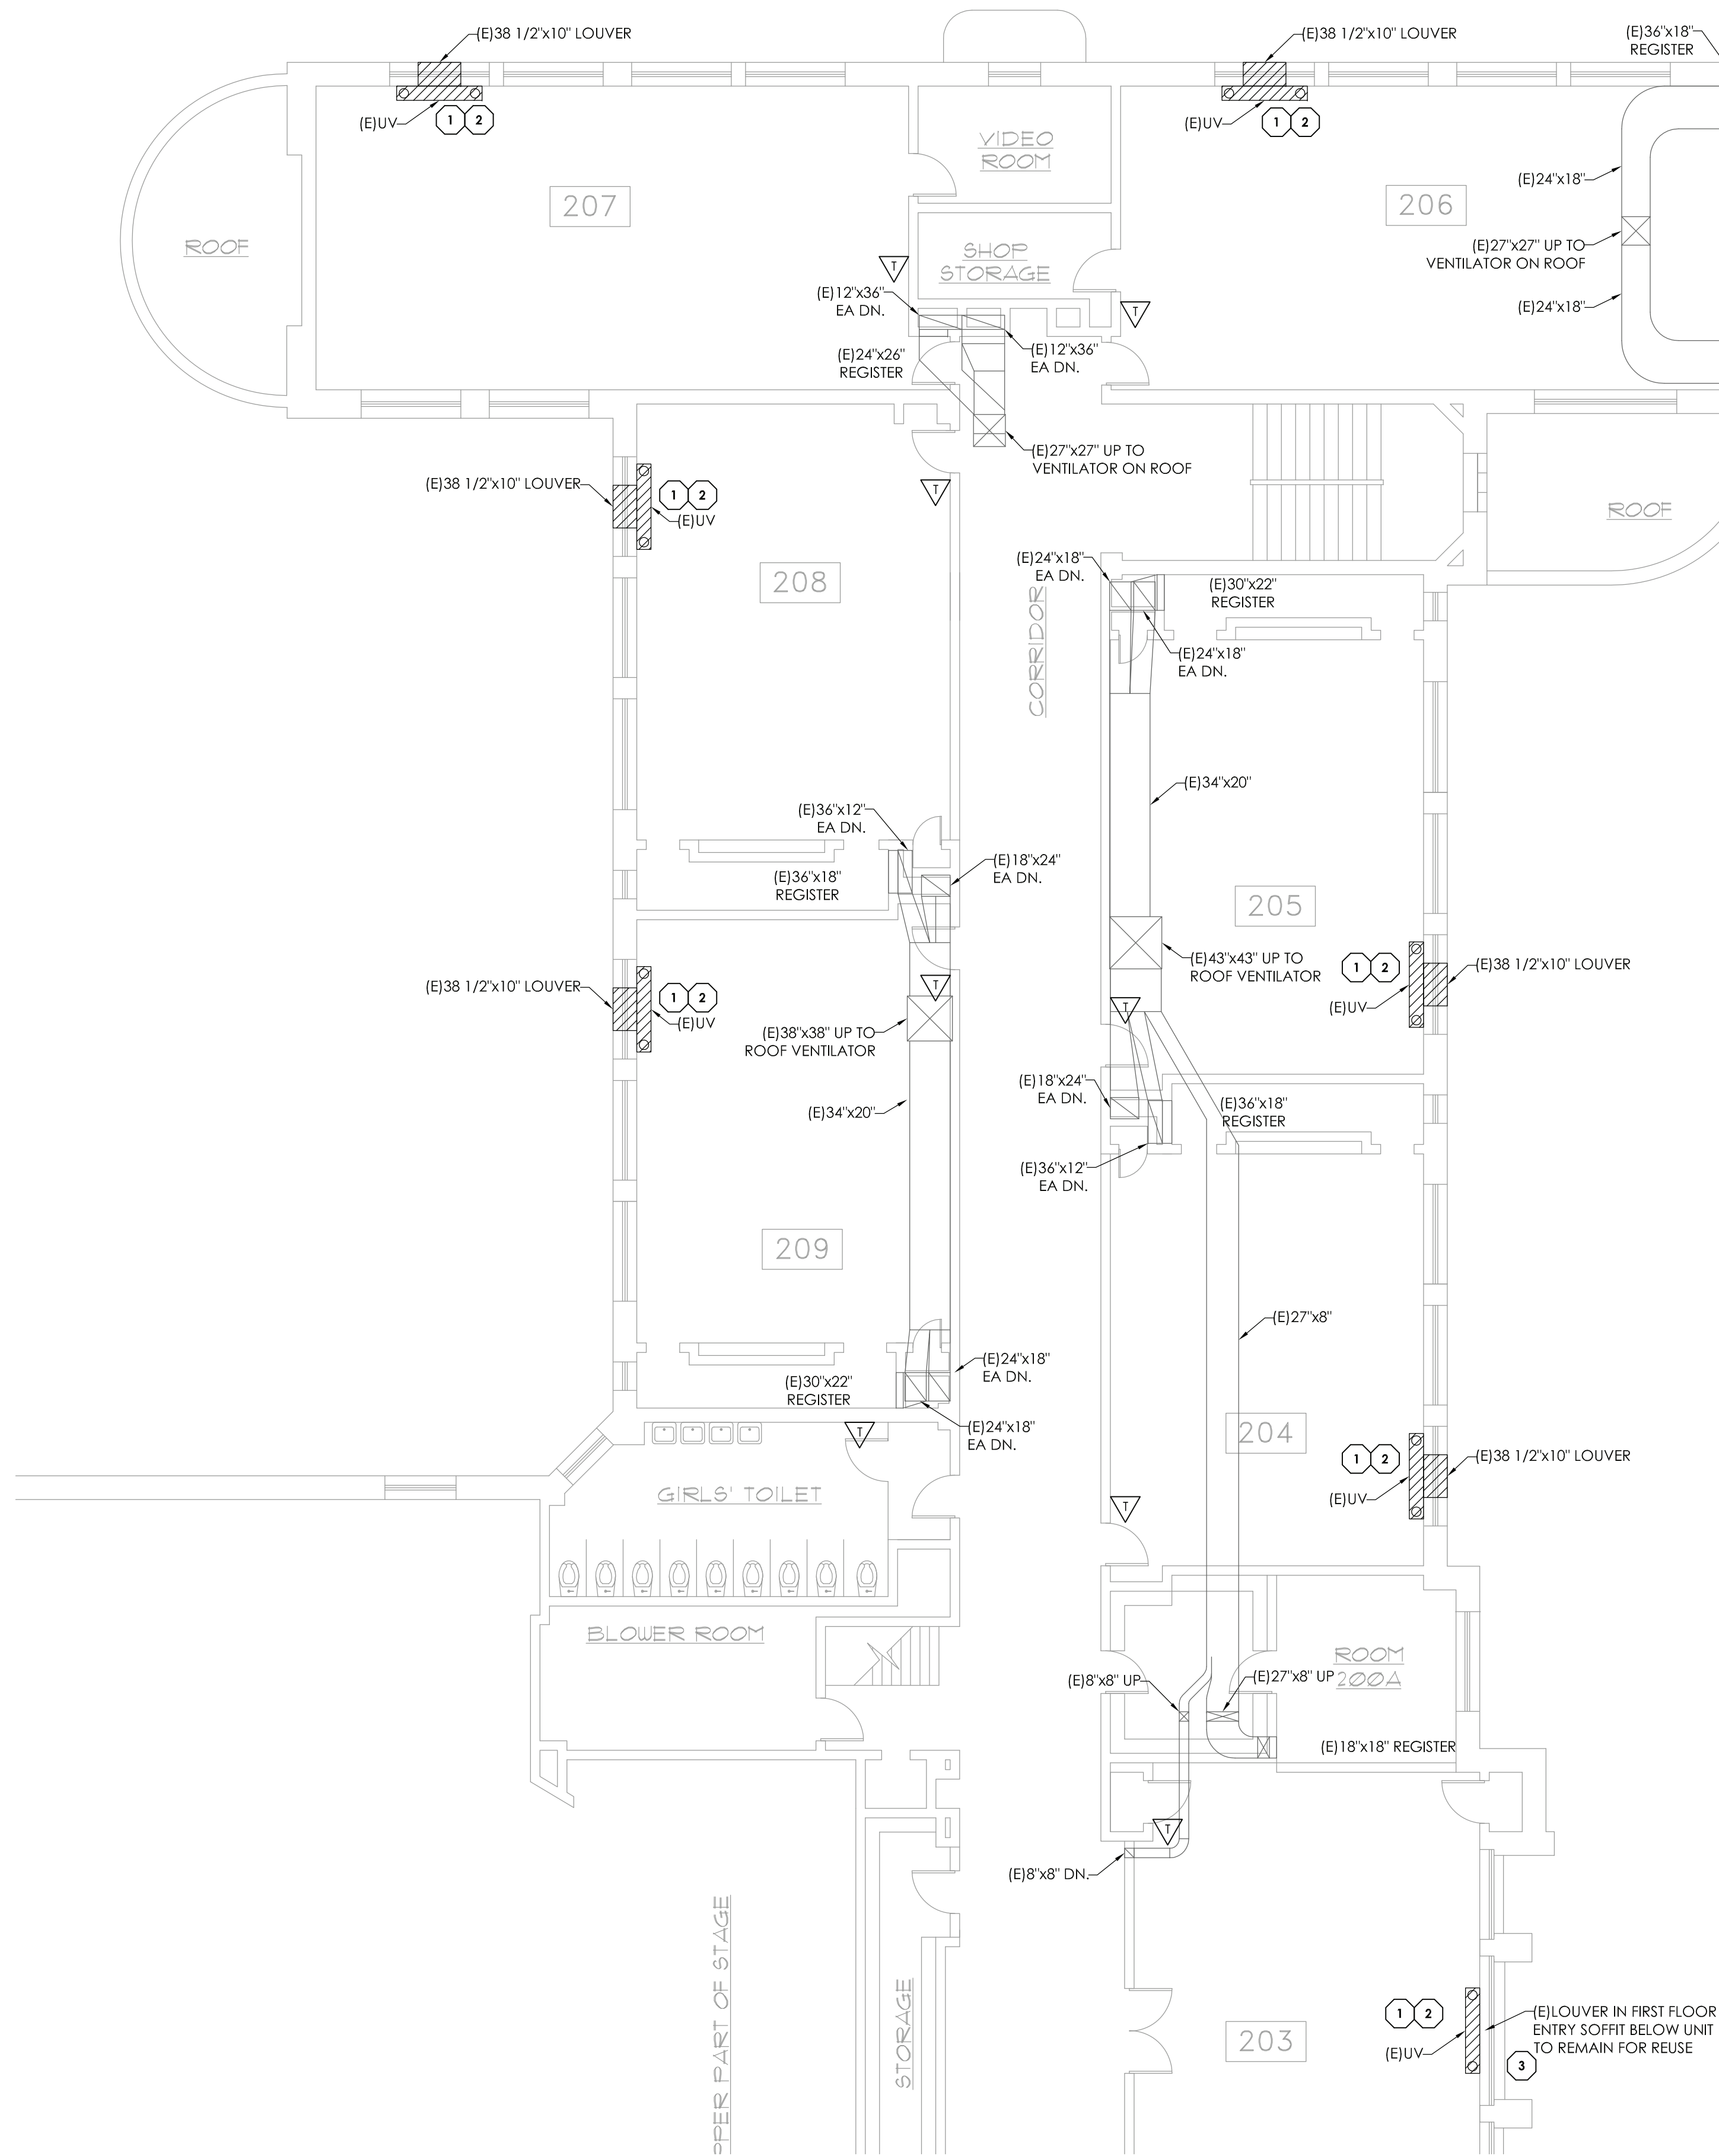 (E)38 1/2"x10" LOUVER
(E)38 1/2"x10" LOUVER
(E)36"x18"
REGISTER
(E)UV
1 2
(E)UV
1 2
VIDEO
ROOM
(E)24"x18"
207
206
ROOF
SHOP
STORAGE
(E)27"x27" UP TO
VENTILATOR ON ROOF
T
(E)12"x36"
EA DN.
T
(E)24"x18"
(E)24"x26"
REGISTER
(E)12"x36"
EA DN.
(E)27"x27" UP TO
VENTILATOR ON ROOF
(E)38 1/2"x10" LOUVER
1 2
(E)UV
T
ROOF
208
(E)24"x18"
EA DN.
CORRIDOR
(E)30"x22"
REGISTER
(E)24"x18"
EA DN.
(E)34"x20"
(E)36"x12"
EA DN.
(E)18"x24"
EA DN.
(E)36"x18"
REGISTER
205
(E)38 1/2"x10" LOUVER
1 2
(E)UV
T
(E)43"x43" UP TO
ROOF VENTILATOR
1 2
(E)38 1/2"x10" LOUVER
(E)UV
T
(E)38"x38" UP TO
ROOF VENTILATOR
(E)18"x24"
EA DN.
(E)34"x20"
(E)36"x18"
REGISTER
(E)36"x12"
EA DN.
209
(E)27"x8"
(E)24"x18"
EA DN.
(E)30"x22"
REGISTER
(E)24"x18"
EA DN.
T
204
1 2
(E)38 1/2"x10" LOUVER
(E)UV
GIRLS' TOILET
T
BLOWER ROOM
ROOM
200A
(E)8"x8" UP
(E)27"x8" UP
(E)18"x18" REGISTER
T
(E)8"x8" DN.
PPER PART OF STAGE
STORAGE
203
1 2
(E)UV
(E)LOUVER IN FIRST FLOOR
ENTRY SOFFIT BELOW UNIT
TO REMAIN FOR REUSE
3